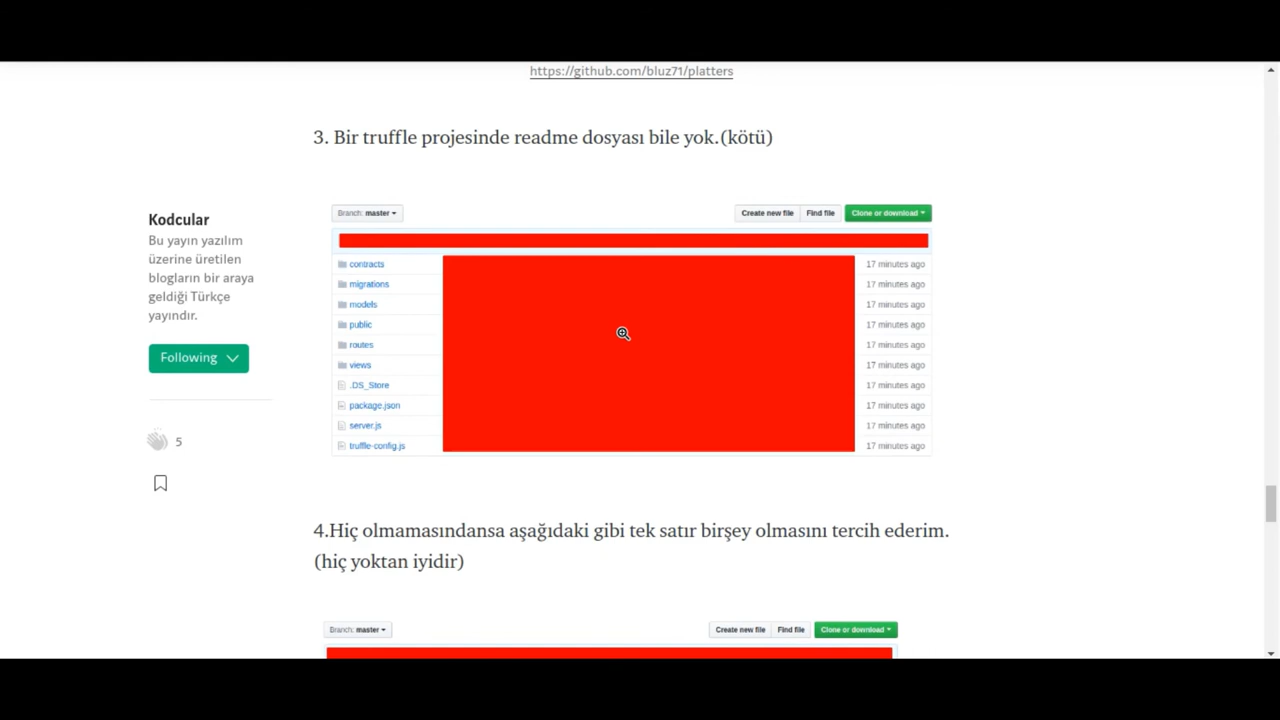 https://github.com/bluz71/platters
3. Bir truffle projesinde readme dosyası bile yok.(kötü)
Kodcular
Bu yayın yazılım
üzerine üretilen
blogların bir araya
geldiği Türkçe
yayındır.
Following
5
Branch: master
Create new file
Find file
Clone or download
contracts 17 minutes ago
migrations 17 minutes ago
models 17 minutes ago
public 17 minutes ago
routes 17 minutes ago
views 17 minutes ago
.DS_Store 17 minutes ago
package.json 17 minutes ago
server.js 17 minutes ago
truffle-config.js 17 minutes ago
4.Hiç olmamasındansa aşağıdaki gibi tek satır birşey olmasını tercih ederim.
(hiç yoktan iyidir)
Branch: master
Create new file
Find file
Clone or download